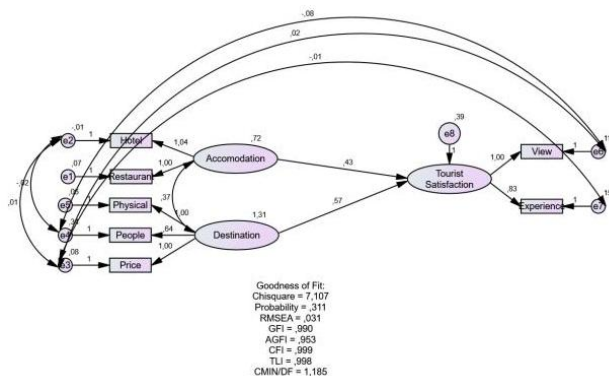 -,08
,02
-,01
,39
e8
1
-,01
e2
1
Hotel
1,04
,72
Accomodation
,43
1,00
View
1
e6
,07
e1
1
Restaurant
1,00
Tourist
Satisfaction
e5
1
Physical
,37
1,00
1,31
,57
,83
Experience
1
e7
e4
1
People
,64
Destination
,01
,08
e3
1
Price
1,00
Goodness of Fit:
Chisquare = 7,107
Probability = ,311
RMSEA = ,031
GFI = ,990
AGFI = ,953
CFI = ,999
TLI = ,998
CMIN/DF = 1,185